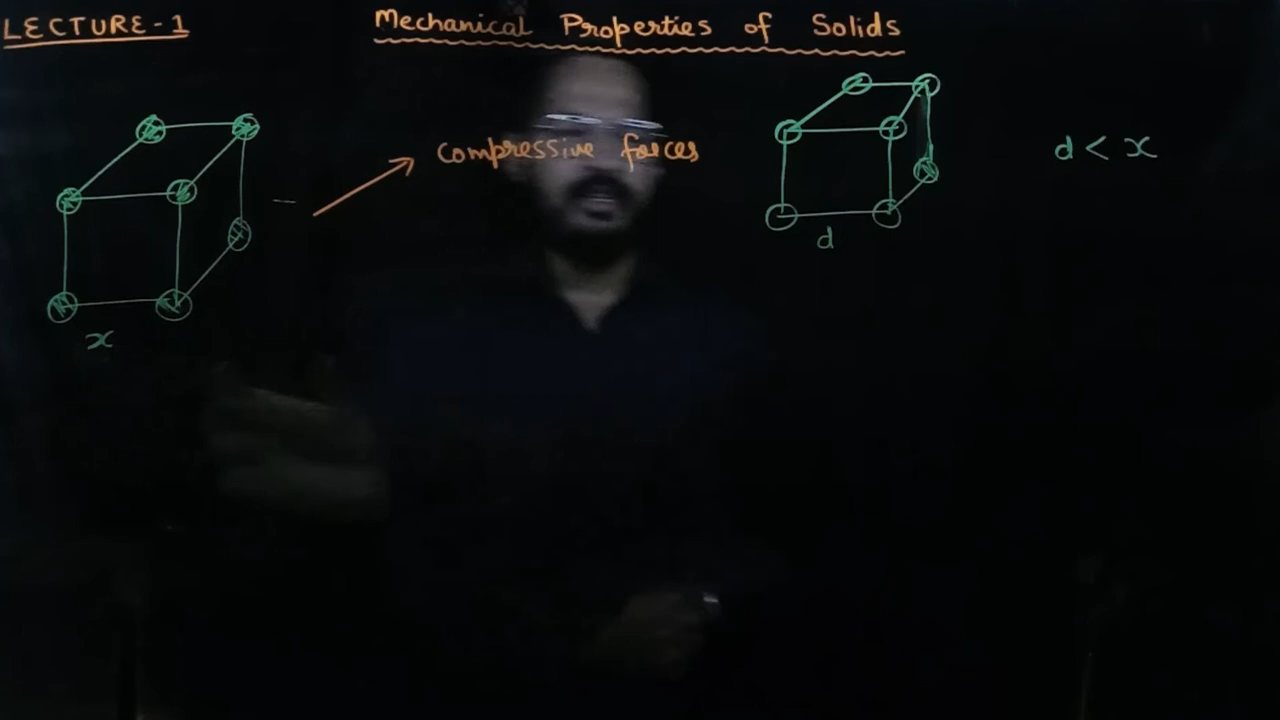 LECTURE-1
Mechanical Properties of Solids
compressive forces
d < x
d
x